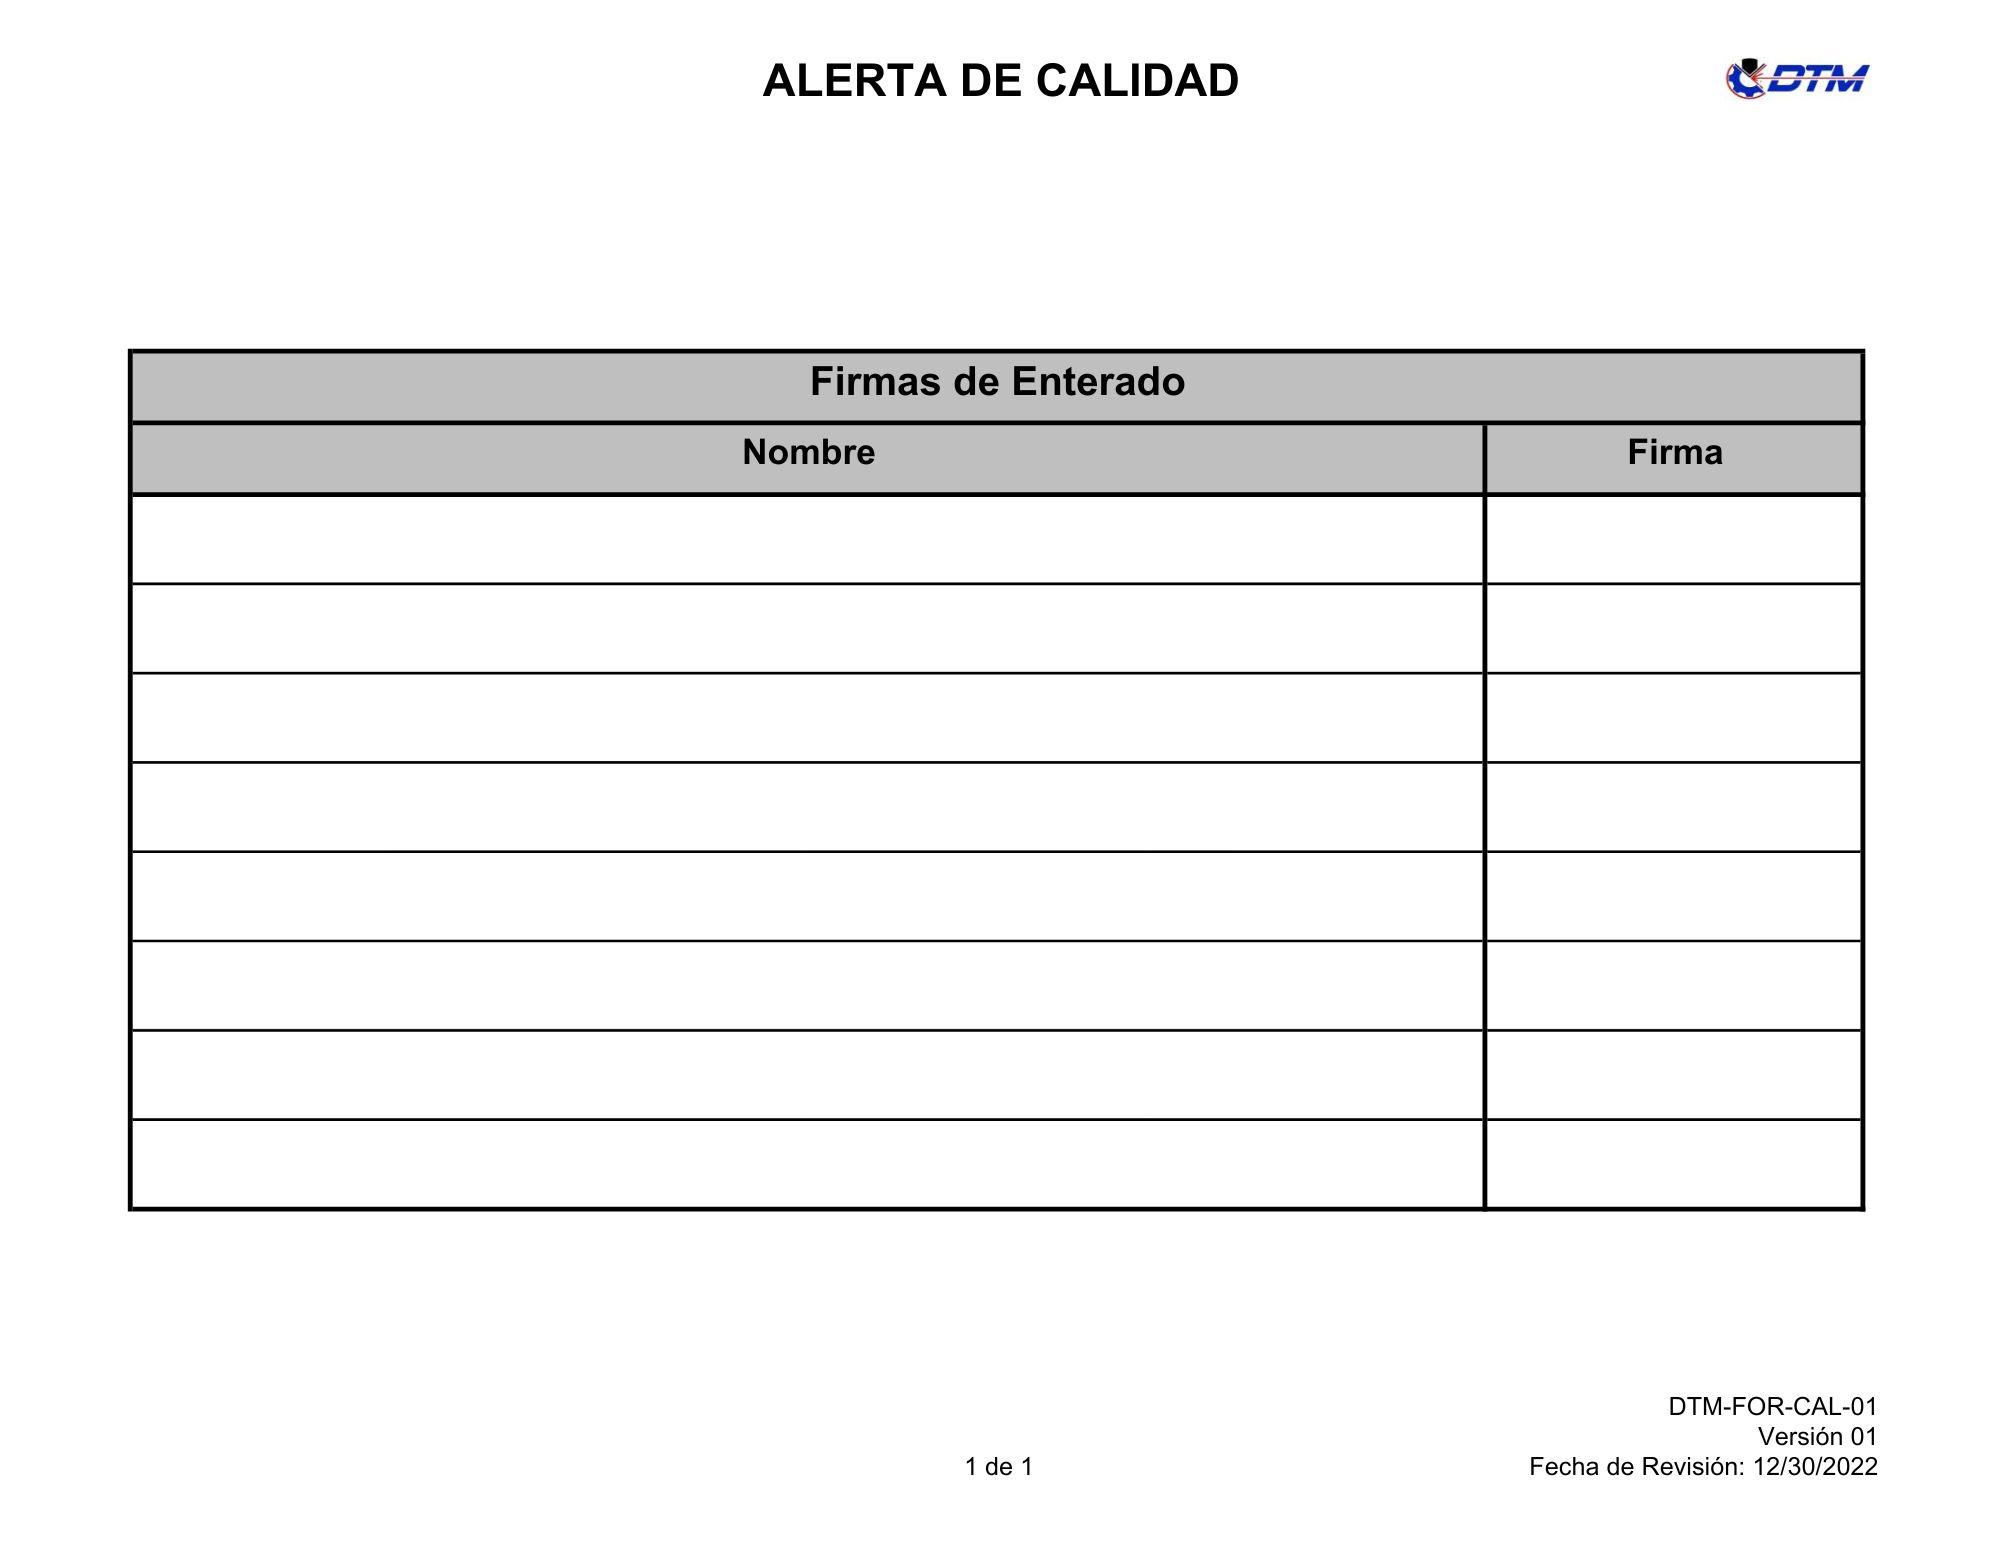 ALERTA DE CALIDAD
DTM
Firmas de Enterado
Nombre Firma
DTM-FOR-CAL-01
Versión 01
1 de 1 Fecha de Revisión: 12/30/2022